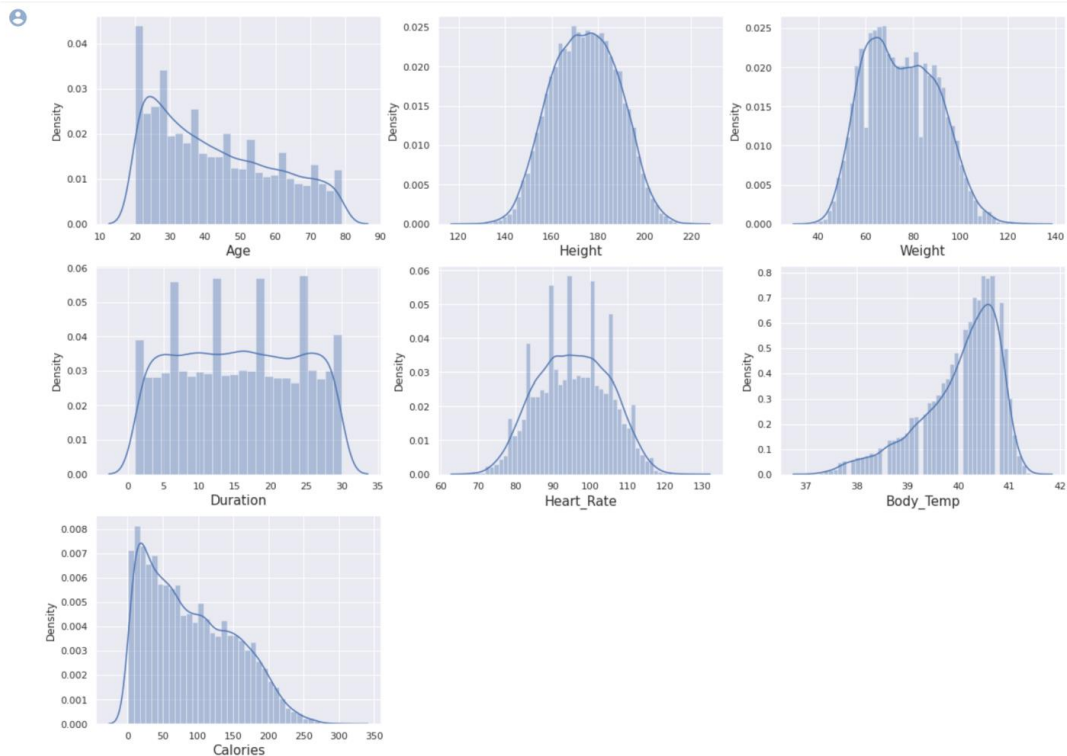 Density
0.04
0.03
0.02
0.01
0.00
10 20 30 40 50 60 70 80 90
Age
Density
0.025
0.020
0.015
0.010
0.005
0.000
120 140 160 180 200 220
Height
Density
0.025
0.020
0.015
0.010
0.005
0.000
40 60 80 100 120 140
Weight
Density
0.06
0.05
0.04
0.03
0.02
0.01
0.00
0 5 10 15 20 25 30 35
Duration
Density
0.06
0.05
0.04
0.03
0.02
0.01
0.00
60 70 80 90 100 110 120 130
Heart_Rate
Density
0.8
0.7
0.6
0.5
0.4
0.3
0.2
0.1
0.0
37 38 39 40 41 42
Body_Temp
Density
0.008
0.007
0.006
0.005
0.004
0.003
0.002
0.001
0.000
0 50 100 150 200 250 300 350
Calories